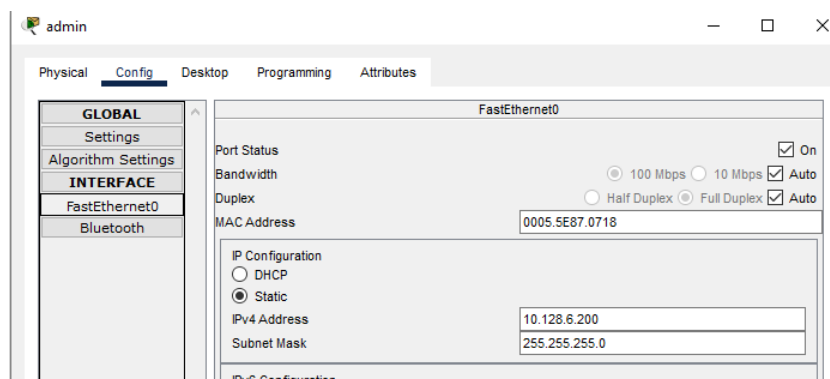 admin
Physical Config Desktop Programming Attributes
GLOBAL
Settings
Algorithm Settings
INTERFACE
FastEthernet0
Bluetooth
FastEthernet0
Port Status On
Bandwidth 100 Mbps 10 Mbps Auto
Duplex Half Duplex Full Duplex Auto
MAC Address 0005.5E87.0718
IP Configuration
DHCP
Static
IPv4 Address 10.128.6.200
Subnet Mask 255.255.255.0
IPv6 Configuration